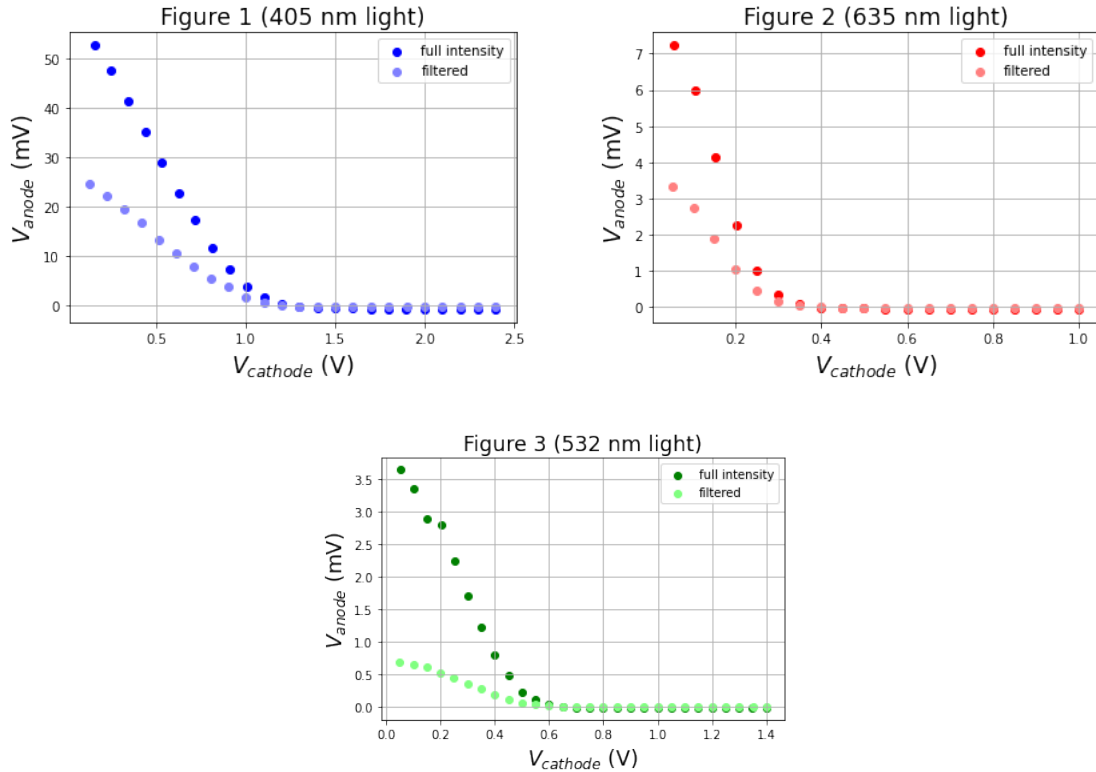 Figure 1 (405 nm light)
50
40
30
20
10
0
V_anode (mV)
full intensity
filtered
0.5
1.0
1.5
2.0
2.5
V_cathode (V)
Figure 2 (635 nm light)
7
6
5
4
3
2
1
0
V_anode (mV)
full intensity
filtered
0.2
0.4
0.6
0.8
1.0
V_cathode (V)
Figure 3 (532 nm light)
3.5
3.0
2.5
2.0
1.5
1.0
0.5
0.0
V_anode (mV)
full intensity
filtered
0.0
0.2
0.4
0.6
0.8
1.0
1.2
1.4
V_cathode (V)